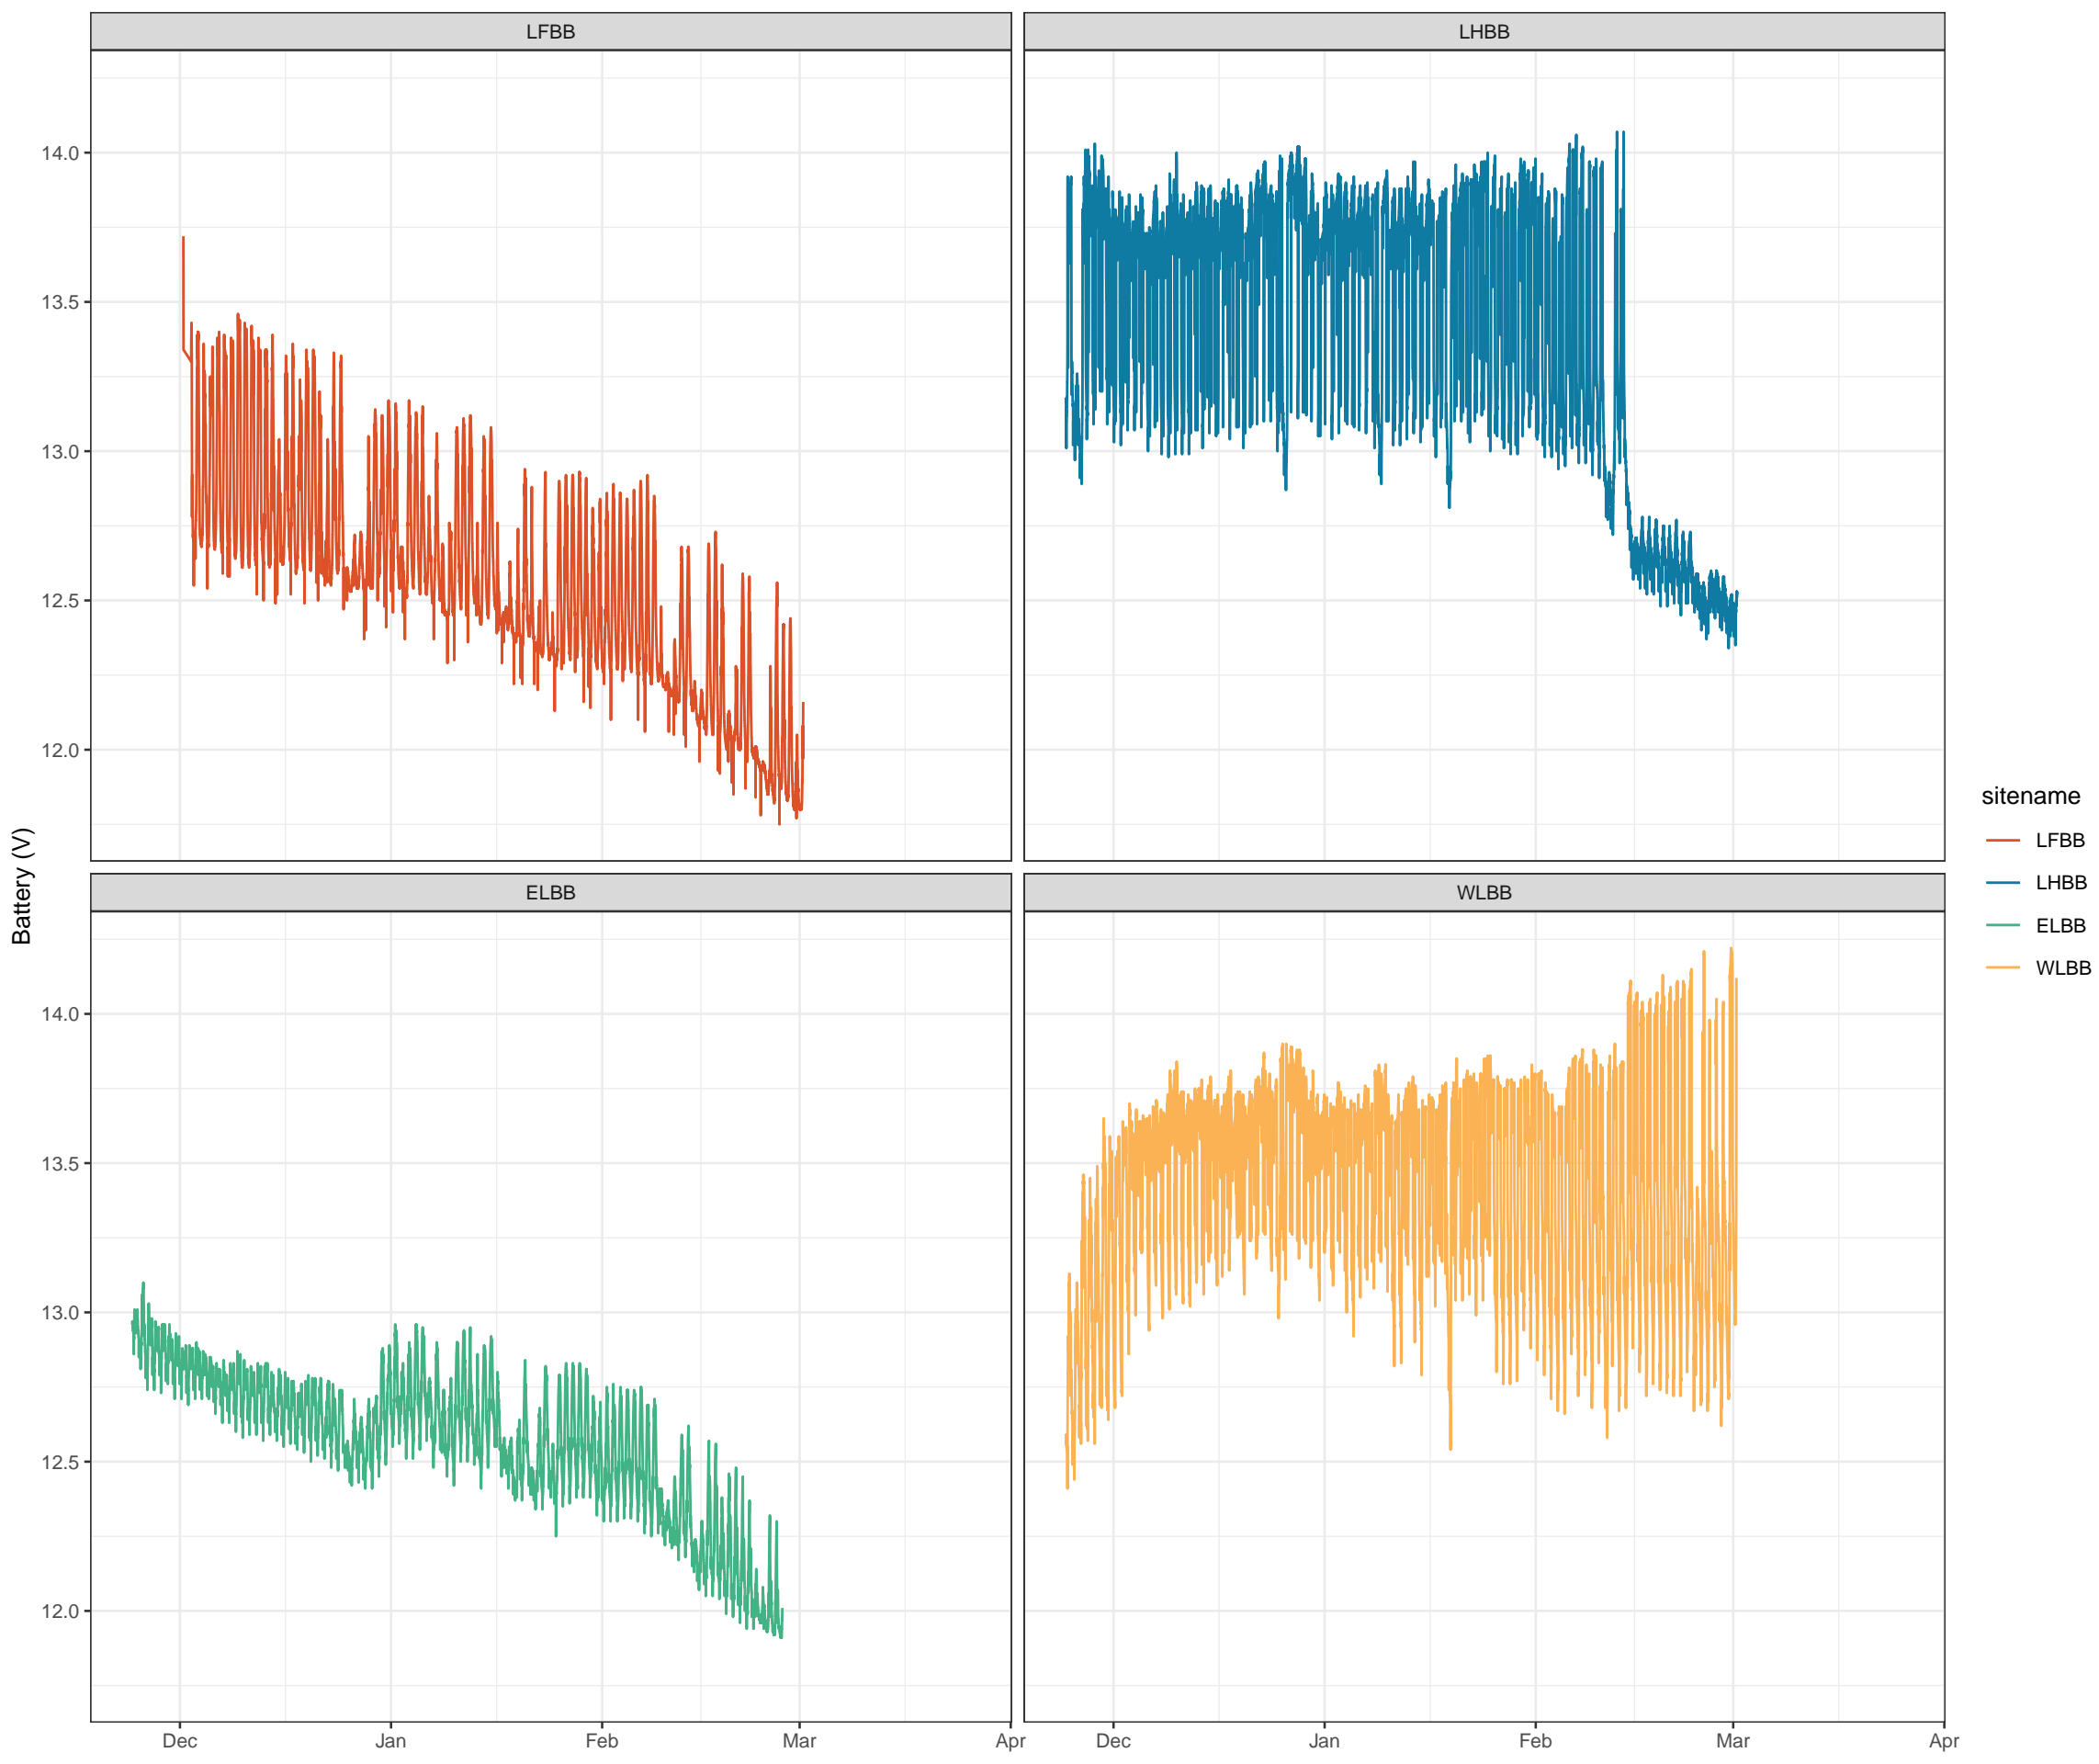 LFBB
LHBB
14.0
13.5
13.0
12.5
12.0
Battery (V)
ELBB
WLBB
14.0
13.5
13.0
12.5
12.0
Dec
Jan
Feb
Mar
Apr
Dec
Jan
Feb
Mar
Apr
sitename
LFBB
LHBB
ELBB
WLBB